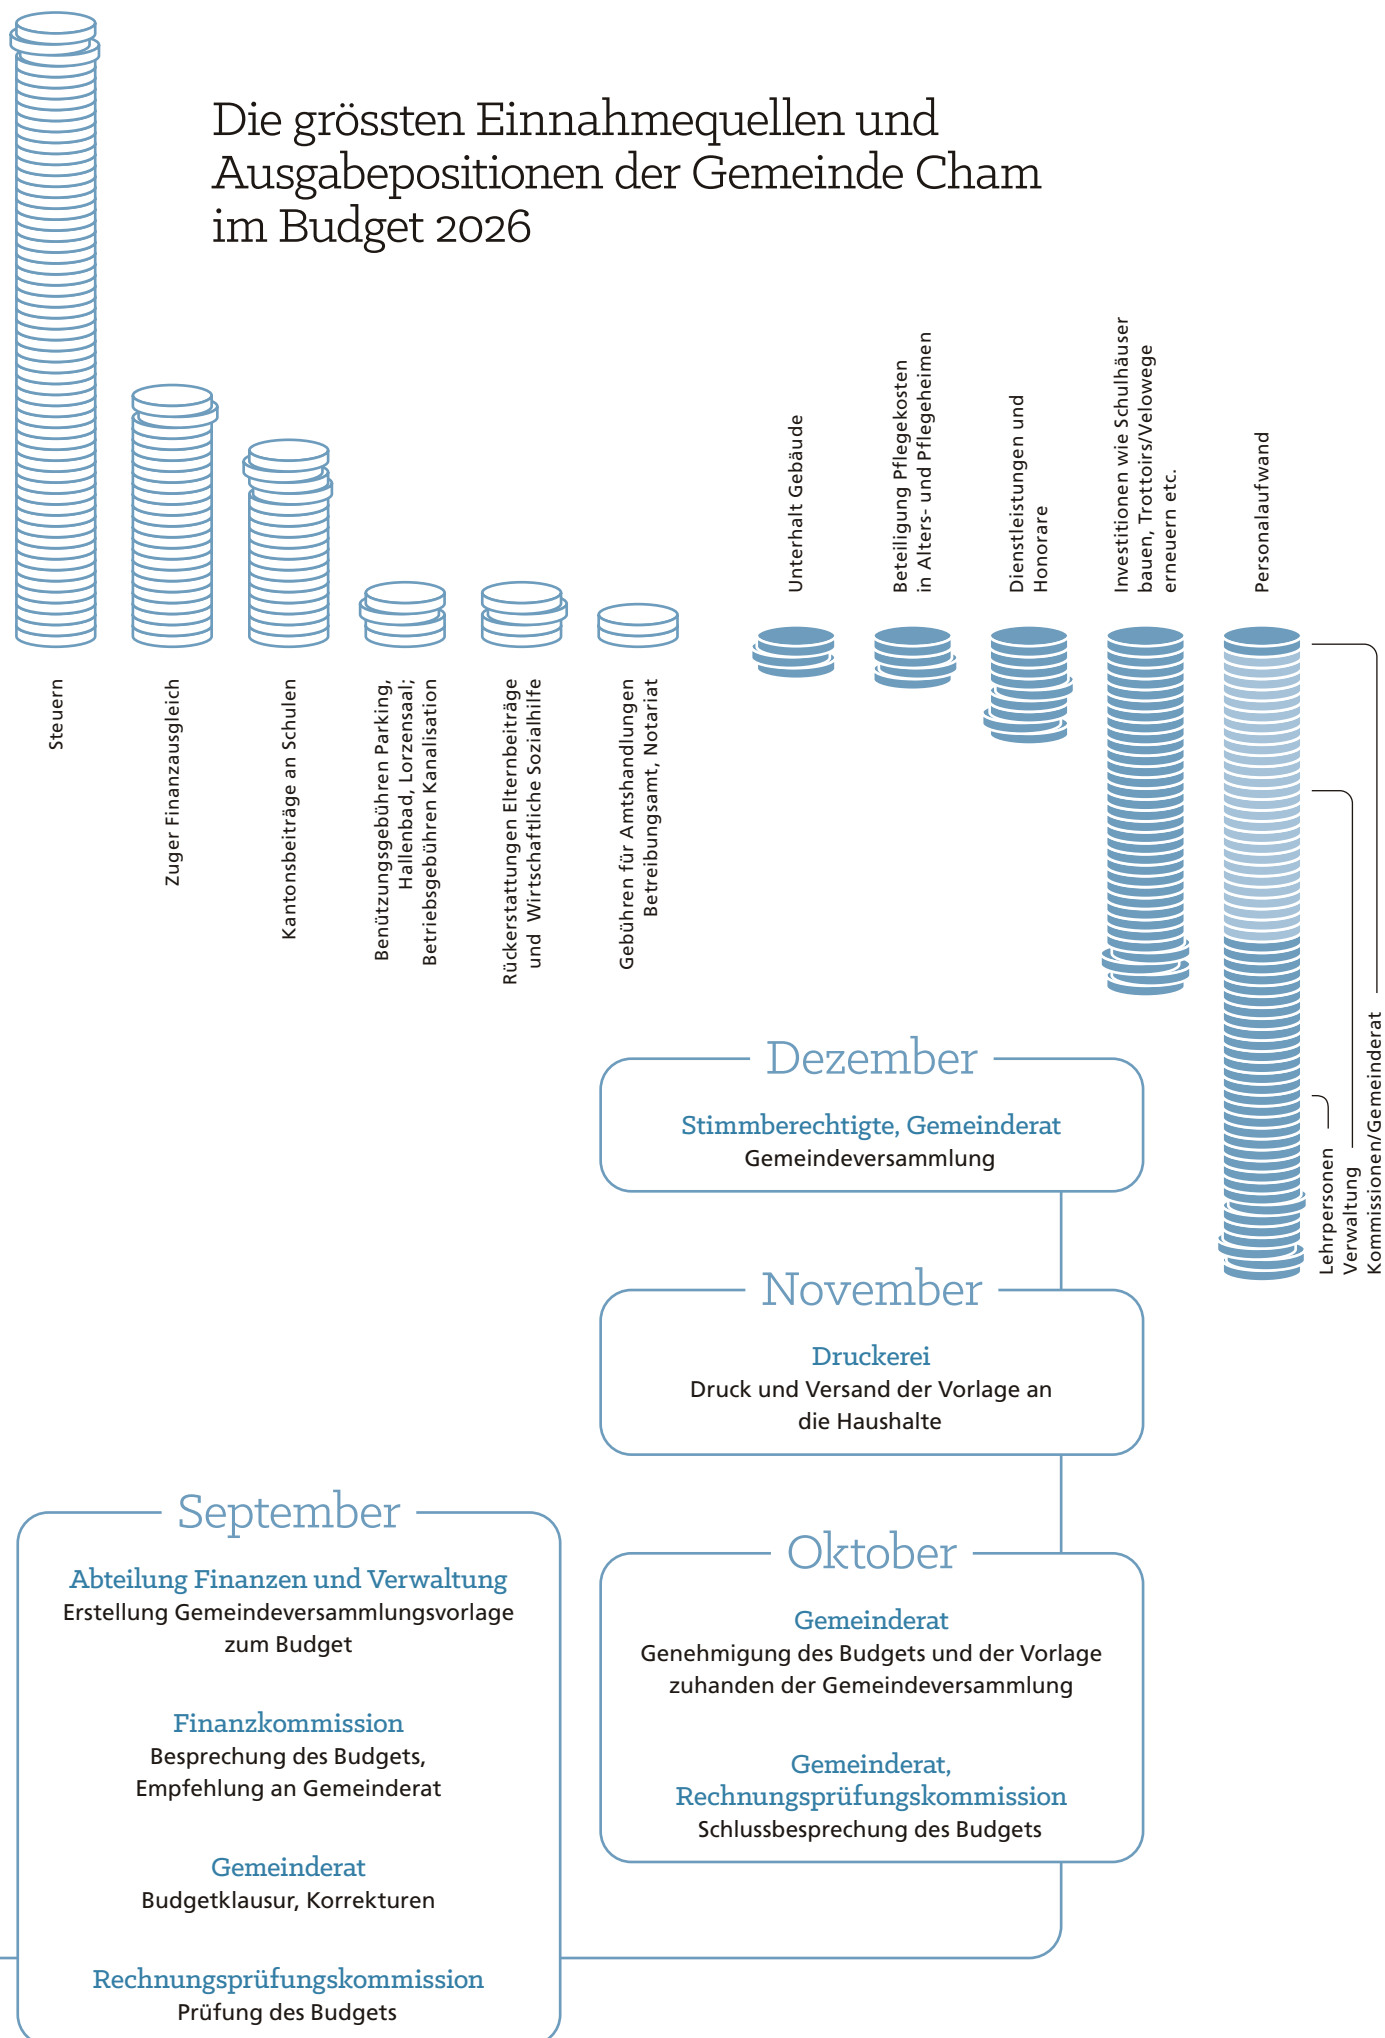 Die grössten Einnahmequellen und
Ausgabepositionen der Gemeinde Cham
im Budget 2026
Steuern
Zuger Finanzausgleich
Kantonsbeiträge an Schulen
Benützungsgebühren Parking,
Hallenbad, Lorzensaal;
Betriebsgebühren Kanalisation
Rückerstattungen Elternbeiträge
und Wirtschaftliche Sozialhilfe
Gebühren für Amtshandlungen
Betreibungsamt, Notariat
Unterhalt Gebäude
Beteiligung Pflegekosten
in Alters- und Pflegeheimen
Dienstleistungen und
Honorare
Investitionen wie Schulhäuser
bauen, Trottoirs/Velowege
erneuern etc.
Personalaufwand
Lehrpersonen
Verwaltung
Kommissionen/Gemeinderat
Dezember
Stimmberechtigte, Gemeinderat
Gemeindeversammlung
November
Druckerei
Druck und Versand der Vorlage an
die Haushalte
September
Abteilung Finanzen und Verwaltung
Erstellung Gemeindeversammlungsvorlage
zum Budget
Finanzkommission
Besprechung des Budgets,
Empfehlung an Gemeinderat
Gemeinderat
Budgetklausur, Korrekturen
Rechnungsprüfungskommission
Prüfung des Budgets
Oktober
Gemeinderat
Genehmigung des Budgets und der Vorlage
zuhanden der Gemeindeversammlung
Gemeinderat,
Rechnungsprüfungskommission
Schlussbesprechung des Budgets